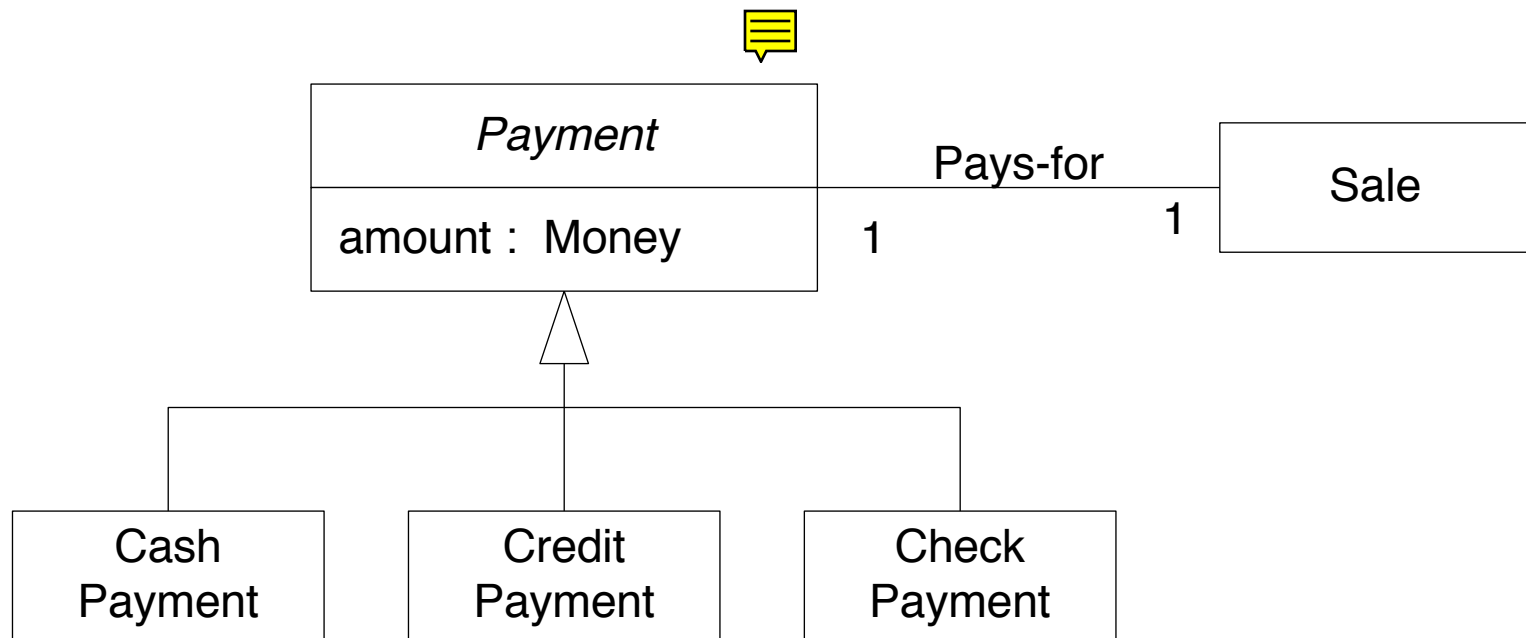 Payment
amount : Money
Pays-for
1
1
Sale
Cash
Payment
Credit
Payment
Check
Payment